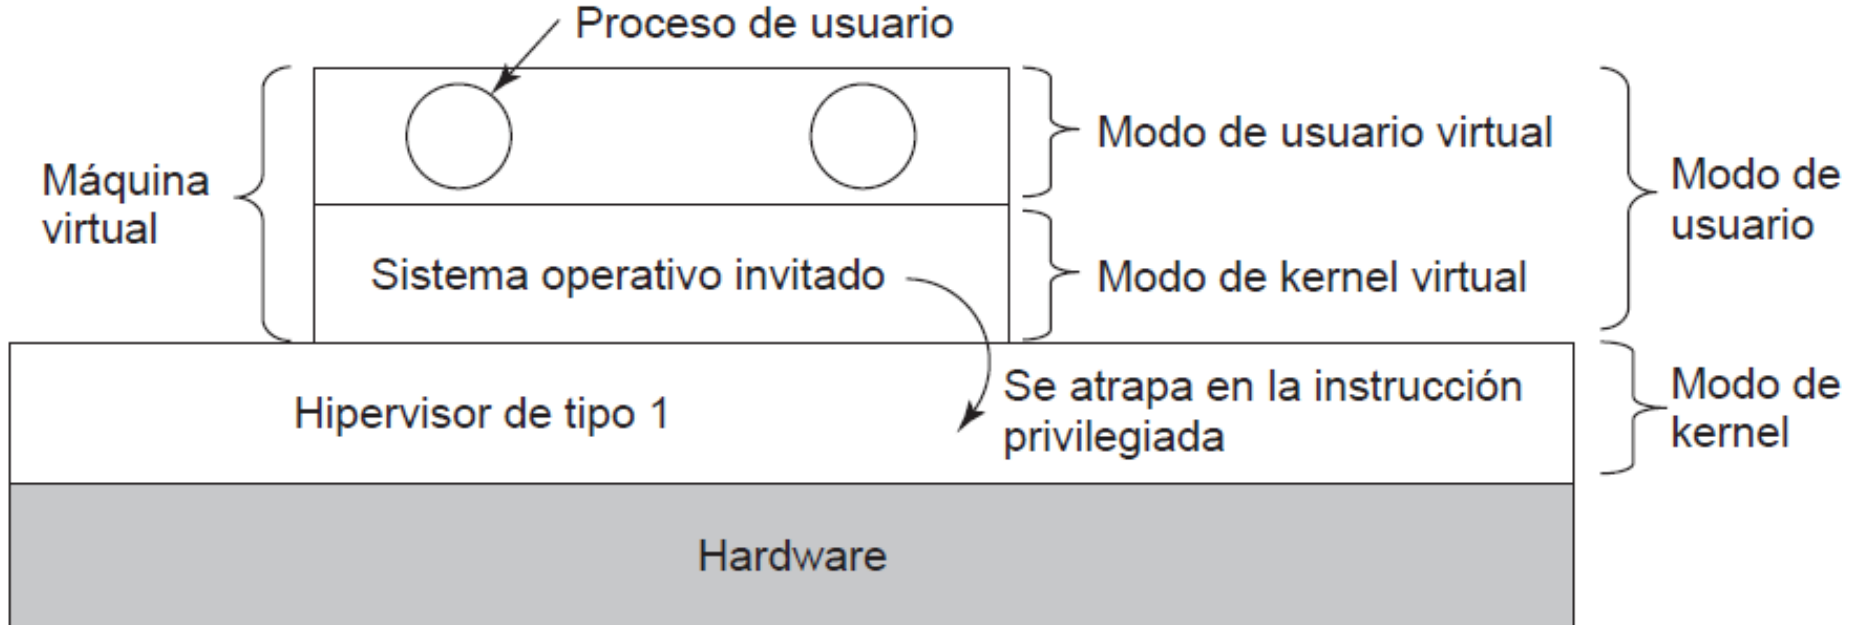 Proceso de usuario
Máquina
virtual
Modo de usuario virtual
Modo de
usuario
Sistema operativo invitado
Modo de kernel virtual
Hipervisor de tipo 1
Se atrapa en la instrucción
privilegiada
Modo de
kernel
Hardware